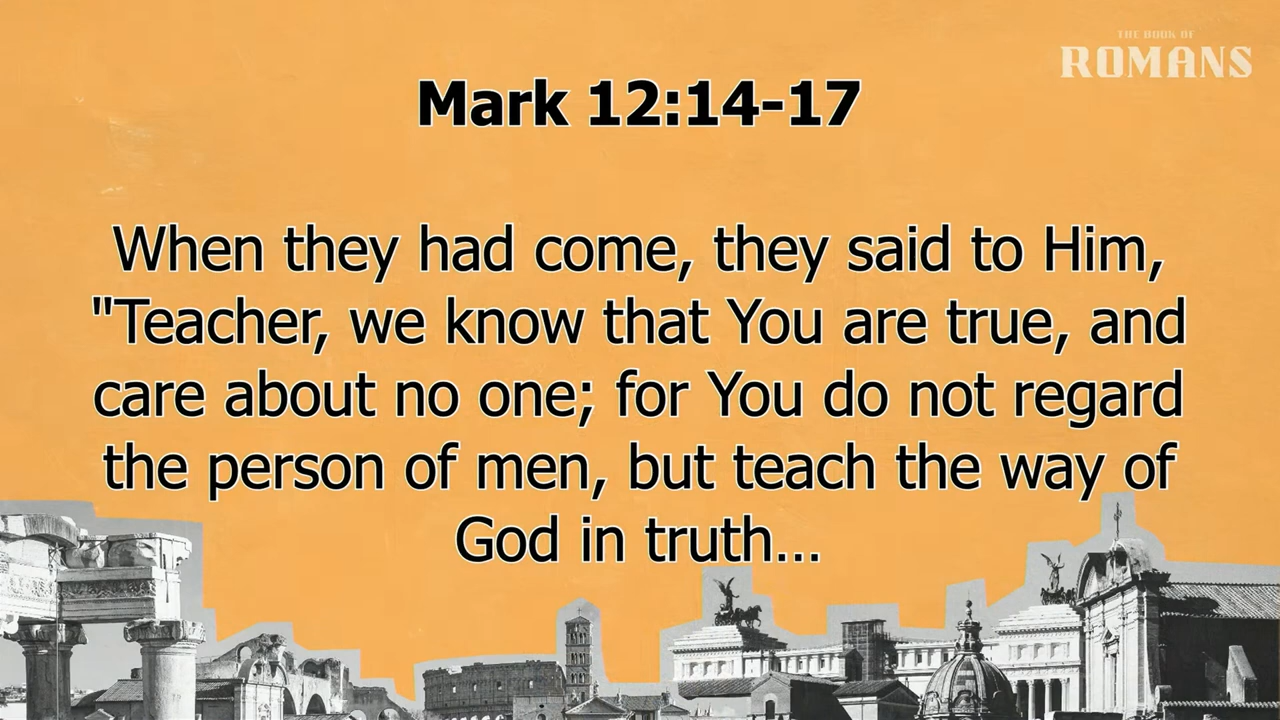 THE BOOK OF
ROMANS
Mark 12:14-17
When they had come, they said to Him,
"Teacher, we know that You are true, and
care about no one; for You do not regard
the person of men, but teach the way of
God in truth...